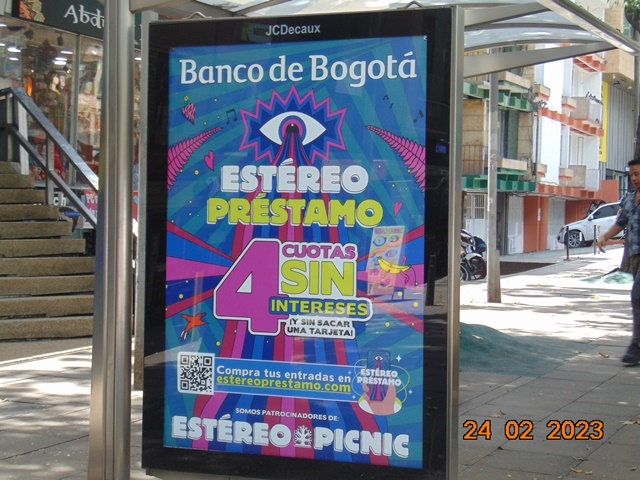 JCDecaux
Banco de Bogotá
ESTÉREO
PRÉSTAMO
4 CUOTAS
SIN
INTERESES
¡Y SIN SACAR
UNA TARJETA!
Compra tus entradas en
estereoprestamo.com
ESTÉREO
PRÉSTAMO
SOMOS PATROCINADORES DE:
ESTÉREO PICNIC
24 02 2023